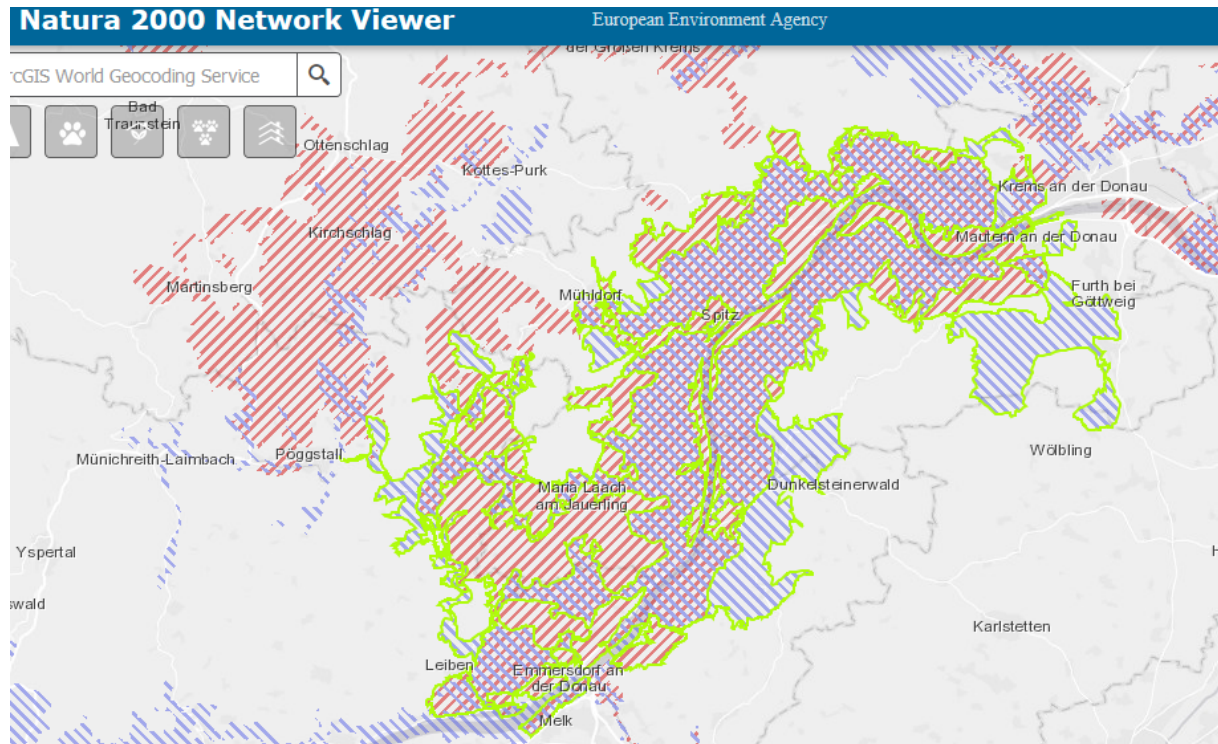 Natura 2000 Network Viewer
European Environment Agency
der Großen Krems
rcGIS World Geocoding Service
Bad
Traunstein
Ottenschlag
Kottes-Purk
Krems an der Donau
Kirchschlag
Mautern an der Donau
Martinsberg
Mühldorf
Furth bei
Göttweig
Spitz
Wölbling
Münichreith-Laimbach
Pöggstall
Dunkelsteinerwald
Maria Laach
am Jauerling
Yspertal
H
swald
Karlstetten
Leiben
Emmersdorf an
der Donau
Melk